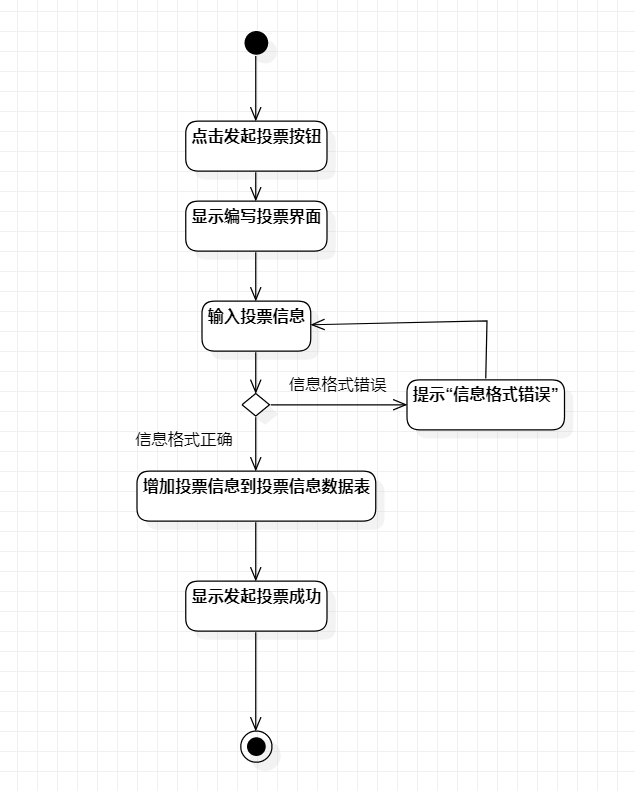 点击发起投票按钮
显示编写投票界面
输入投票信息
信息格式错误
提示“信息格式错误”
信息格式正确
增加投票信息到投票信息数据表
显示发起投票成功